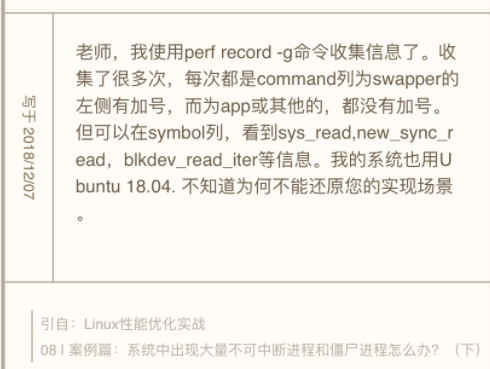 老师，我使用perf record -g命令收集信息了。收
集了很多次，每次都是command列为swapper的
左侧有加号，而为app或其他的，都没有加号。
但可以在symbol列，看到sys_read,new_sync_r
ead，blkdev_read_iter等信息。我的系统也用U
buntu 18.04. 不知道为何不能还原您的实现场景
。
写于 2018/12/07
引自：Linux性能优化实战
08 | 案例篇：系统中出现大量不可中断进程和僵尸进程怎么办？（下）